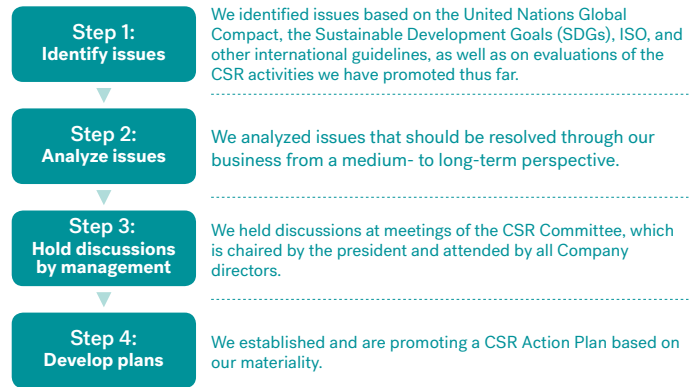 Step 1:
Identify issues
We identified issues based on the United Nations Global
Compact, the Sustainable Development Goals (SDGs), ISO, and
other international guidelines, as well as on evaluations of the
CSR activities we have promoted thus far.
Step 2:
Analyze issues
We analyzed issues that should be resolved through our
business from a medium- to long-term perspective.
Step 3:
Hold discussions
by management
We held discussions at meetings of the CSR Committee, which
is chaired by the president and attended by all Company
directors.
Step 4:
Develop plans
We established and are promoting a CSR Action Plan based on
our materiality.